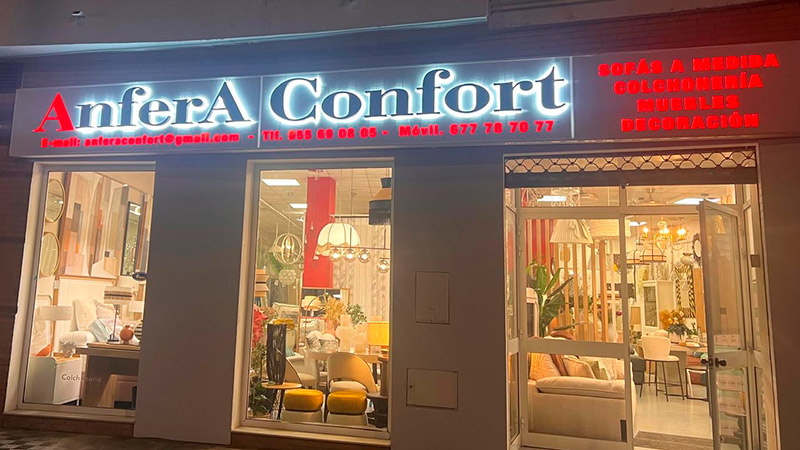 AnferA Confort
E-mail: anferaconfort@gmail.com - Tlf. 955 69 08 05 - Móvil. 677 78 70 77
SOFÁS A MEDIDA
COLCHONERÍA
MUEBLES
DECORACIÓN